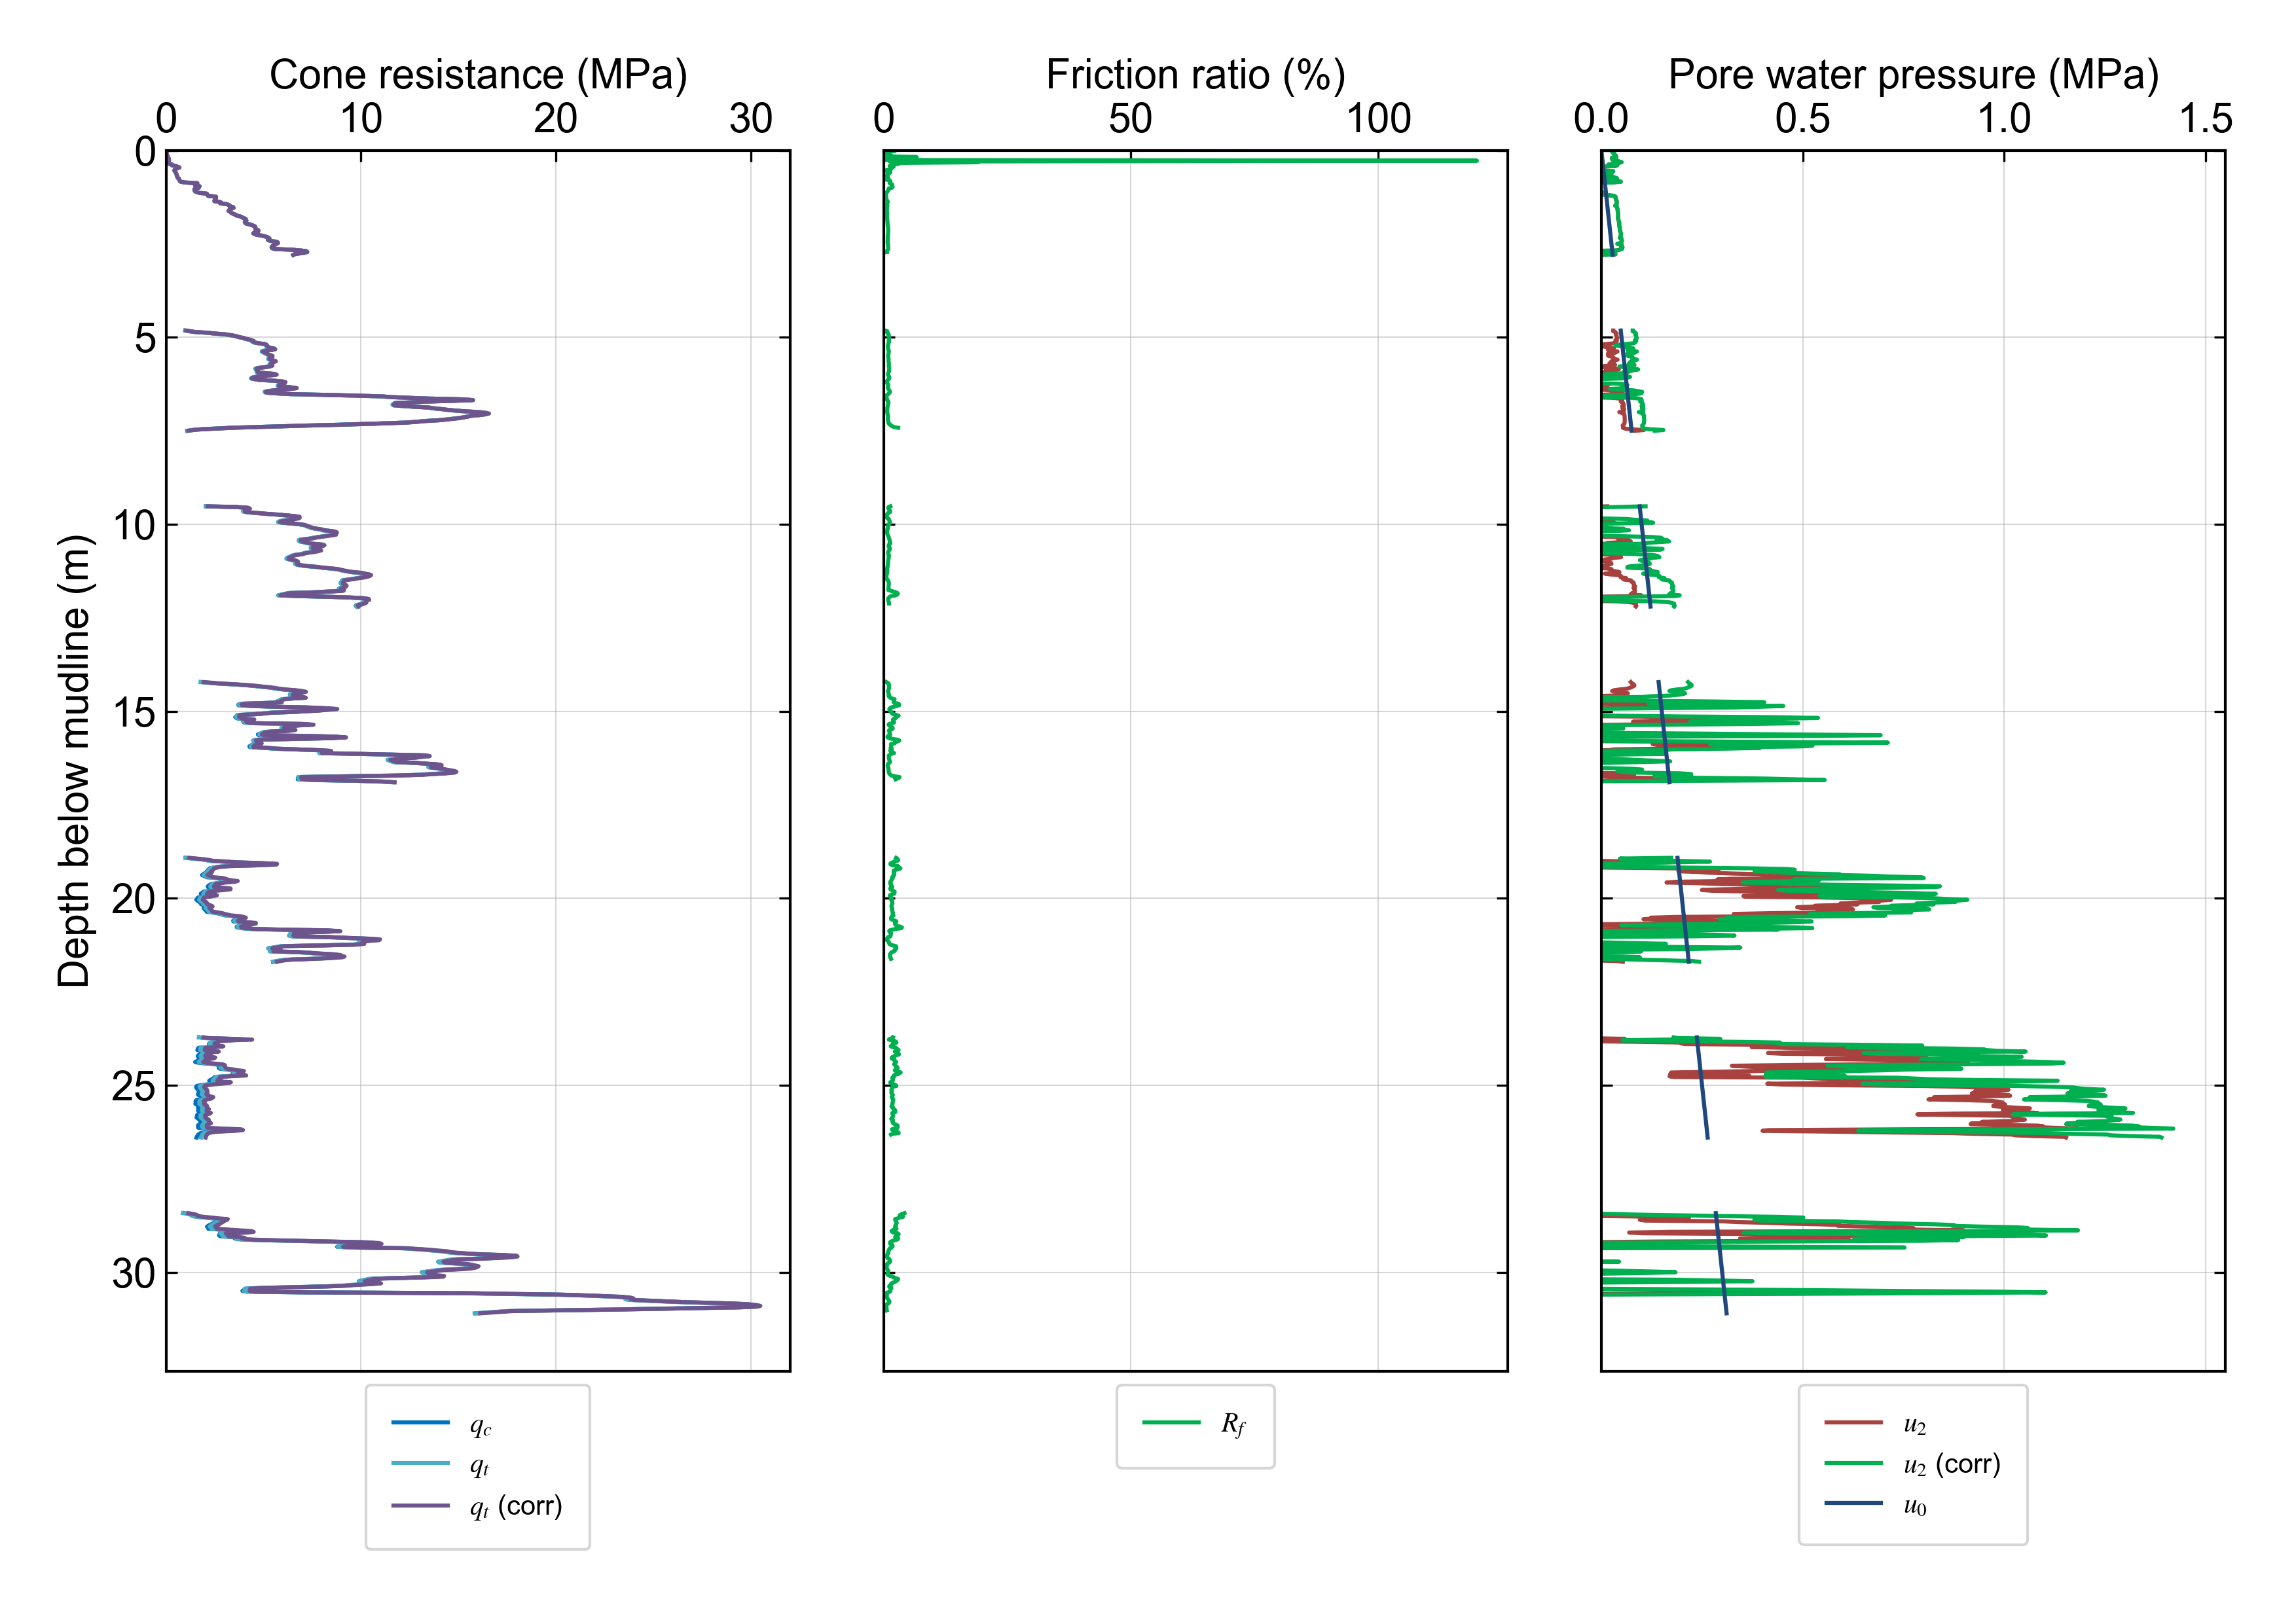 Cone resistance (MPa)
0 10 20 30
Friction ratio (%)
0 50 100
Pore water pressure (MPa)
0.0 0.5 1.0 1.5
Depth below mudline (m)
0
5
10
15
20
25
30
qc
qt
qt (corr)
Rf
u2
u2 (corr)
u0